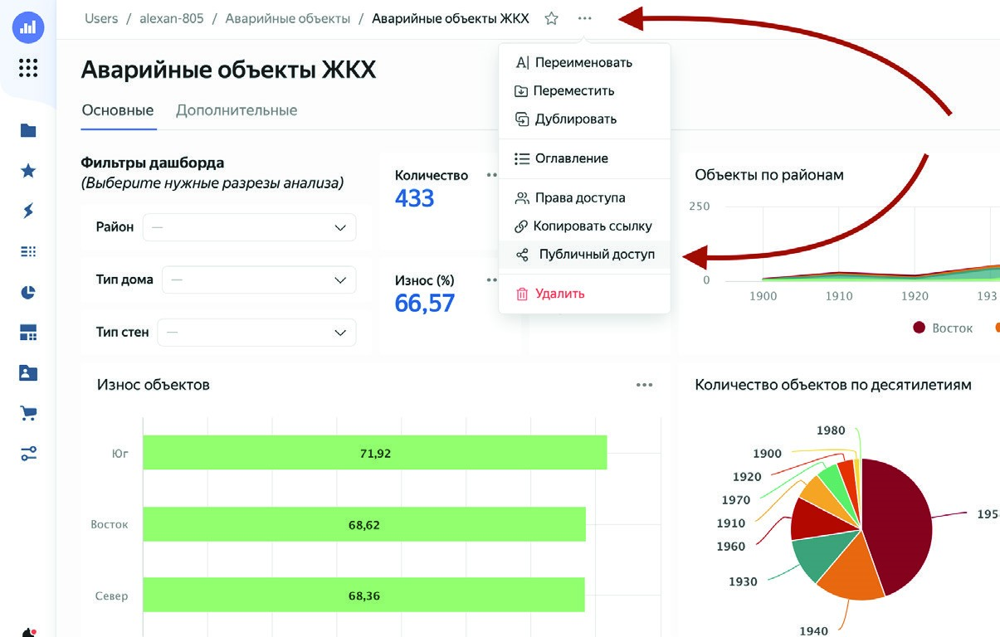 Users / alexan-805 / Аварийные объекты / Аварийные объекты ЖКХ
Аварийные объекты ЖКХ
Основные Дополнительные
Переименовать
Переместить
Дублировать
Оглавление
Права доступа
Копировать ссылку
Публичный доступ
Удалить
Фильтры дашборда
(Выберите нужные разрезы анализа)
Район —
Тип дома —
Тип стен —
Количество
433
Износ (%)
66,57
Объекты по районам
250
0
1900 1910 1920 193
Восток
Износ объектов
Юг 71,92
Восток 68,62
Север 68,36
Количество объектов по десятилетиям
1980
1900
1920
1970
1910
1960
1930
1940
195